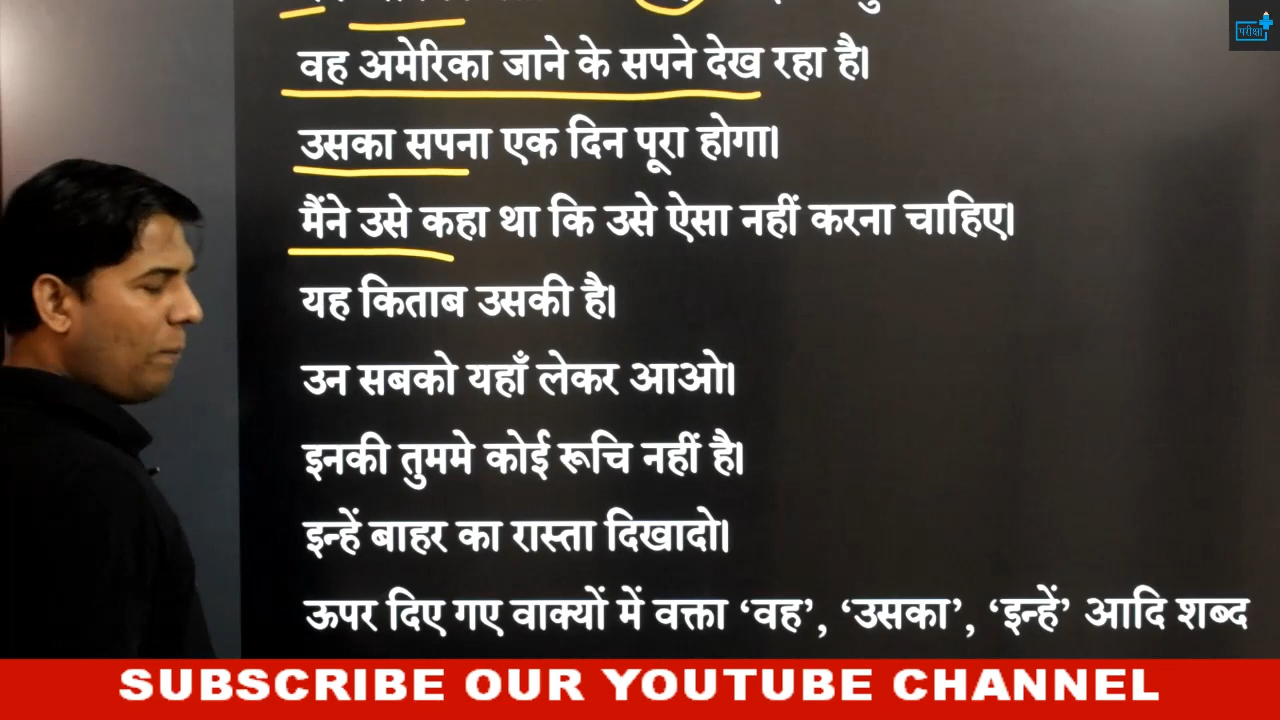 परीक्षा
वह अमेरिका जाने के सपने देख रहा है।
उसका सपना एक दिन पूरा होगा।
मैंने उसे कहा था कि उसे ऐसा नहीं करना चाहिए।
यह किताब उसकी है।
उन सबको यहाँ लेकर आओ।
इनकी तुममे कोई रूचि नहीं है।
इन्हें बाहर का रास्ता दिखादो।
ऊपर दिए गए वाक्यों में वक्ता ‘वह’, ‘उसका’, ‘इन्हें’ आदि शब्द
SUBSCRIBE OUR YOUTUBE CHANNEL